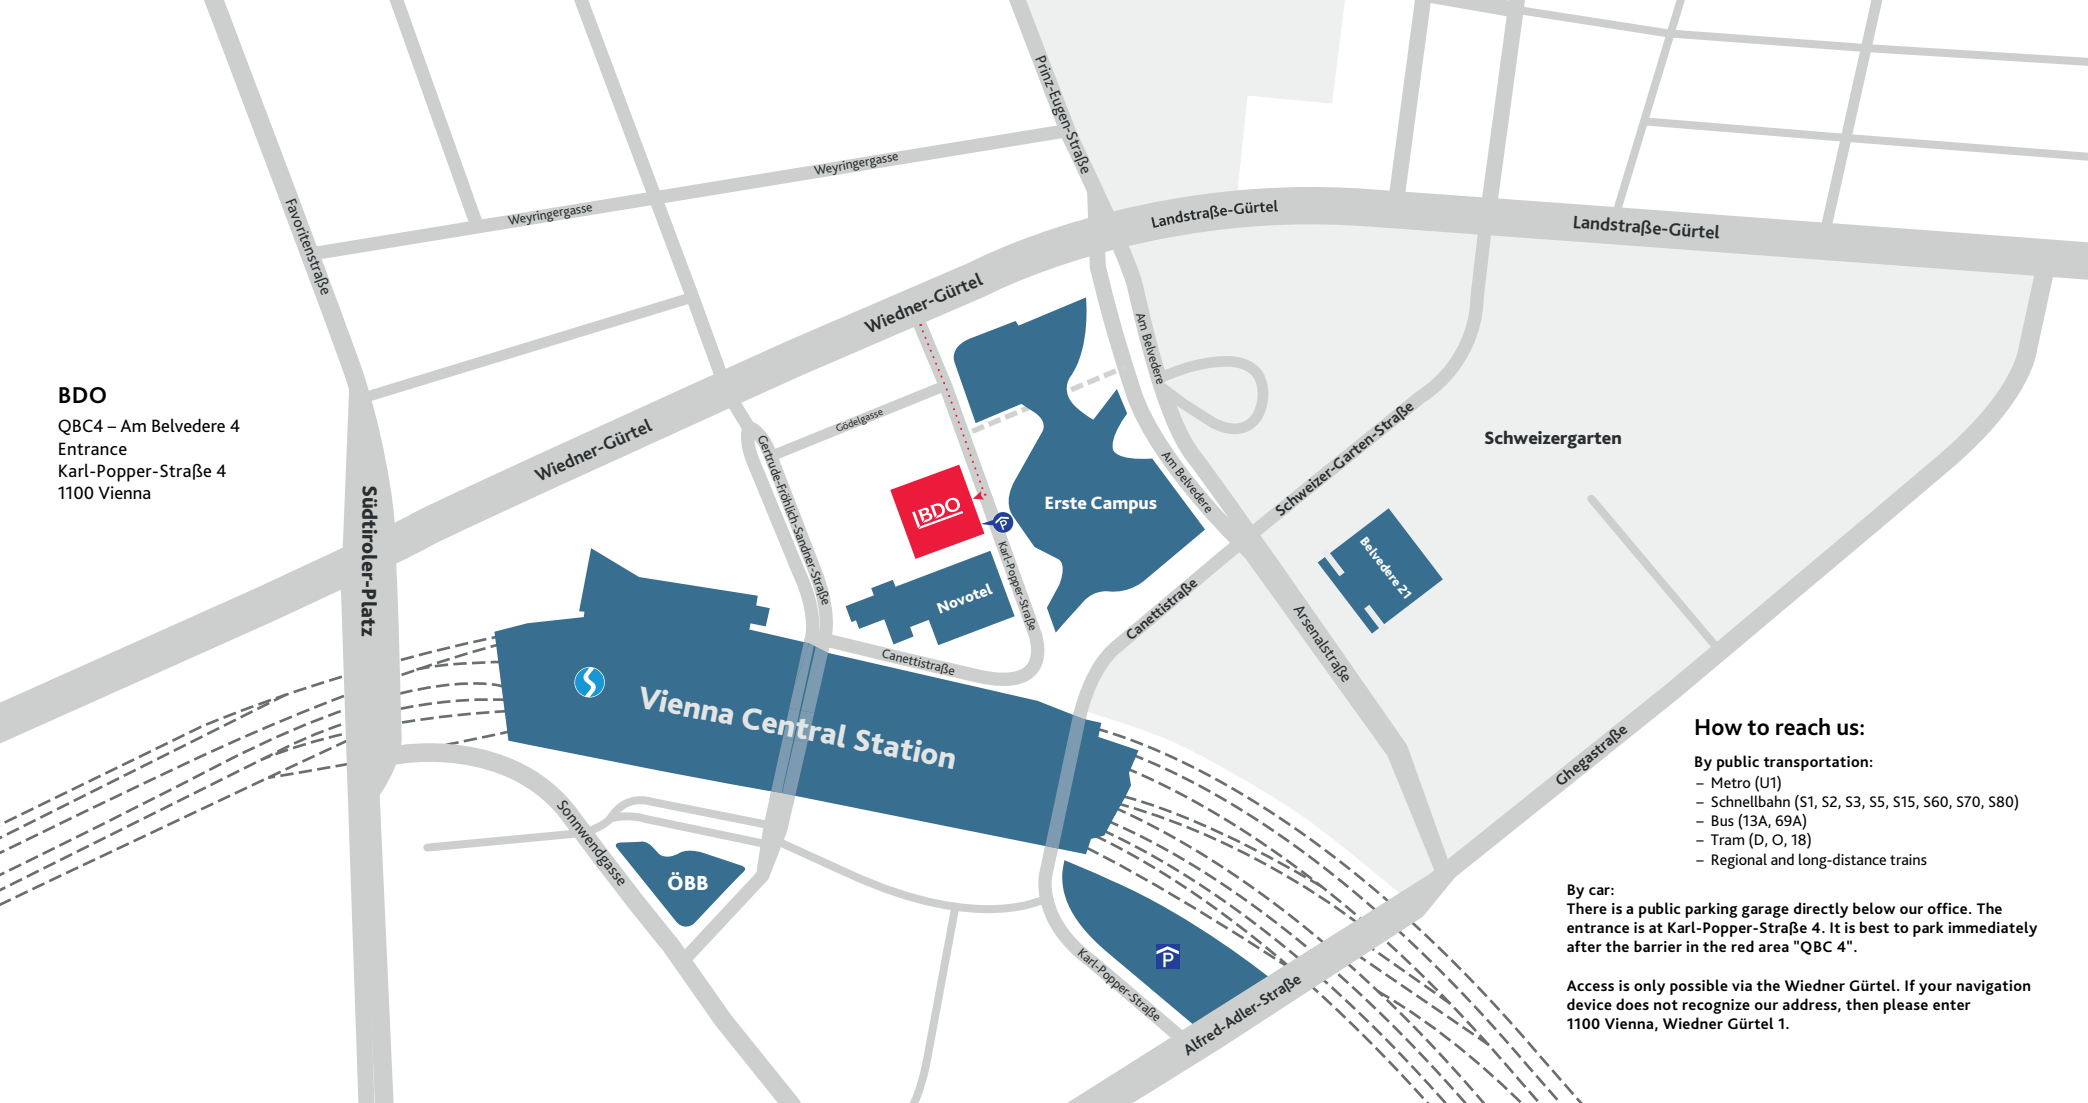 Prinz-Eugen-Straße
Weyringergasse
Weyringergasse
Favoritenstraße
Landstraße-Gürtel
Landstraße-Gürtel
Wiedner-Gürtel
Wiedner-Gürtel
Am Belvedere
Am Belvedere
Gödelgasse
Gertrude-Fröhlich-Sandner-Straße
Schweizer-Garten-Straße
Schweizergarten
BDO
QBC4 – Am Belvedere 4
Entrance
Karl-Popper-Straße 4
1100 Vienna
Südtiroler-Platz
BDO
P
Erste Campus
Karl-Popper-Straße
Novotel
Belvedere 21
Canettistraße
Canettistraße
Arsenalstraße
Vienna Central Station
Ghegastraße
Sonnwendgasse
ÖBB
P
Karl-Popper-Straße
Alfred-Adler-Straße
How to reach us:
By public transportation:
– Metro (U1)
– Schnellbahn (S1, S2, S3, S5, S15, S60, S70, S80)
– Bus (13A, 69A)
– Tram (D, O, 18)
– Regional and long-distance trains
By car:
There is a public parking garage directly below our office. The
entrance is at Karl-Popper-Straße 4. It is best to park immediately
after the barrier in the red area "QBC 4".
Access is only possible via the Wiedner Gürtel. If your navigation
device does not recognize our address, then please enter
1100 Vienna, Wiedner Gürtel 1.